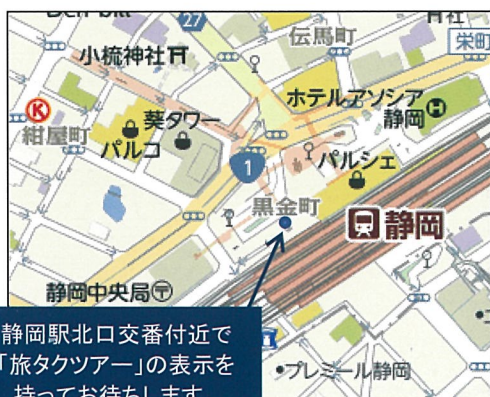 27
伝馬町
栄町
小梳神社
ホテルアソシア
静岡
Ⓚ
紺屋町
葵タワー
パルコ
1
パルシェ
黒金町
静岡
静岡中央局〒
静岡駅北口交番付近で
「旅タクツアー」の表示を
持ってお待ちします
プレミール静岡